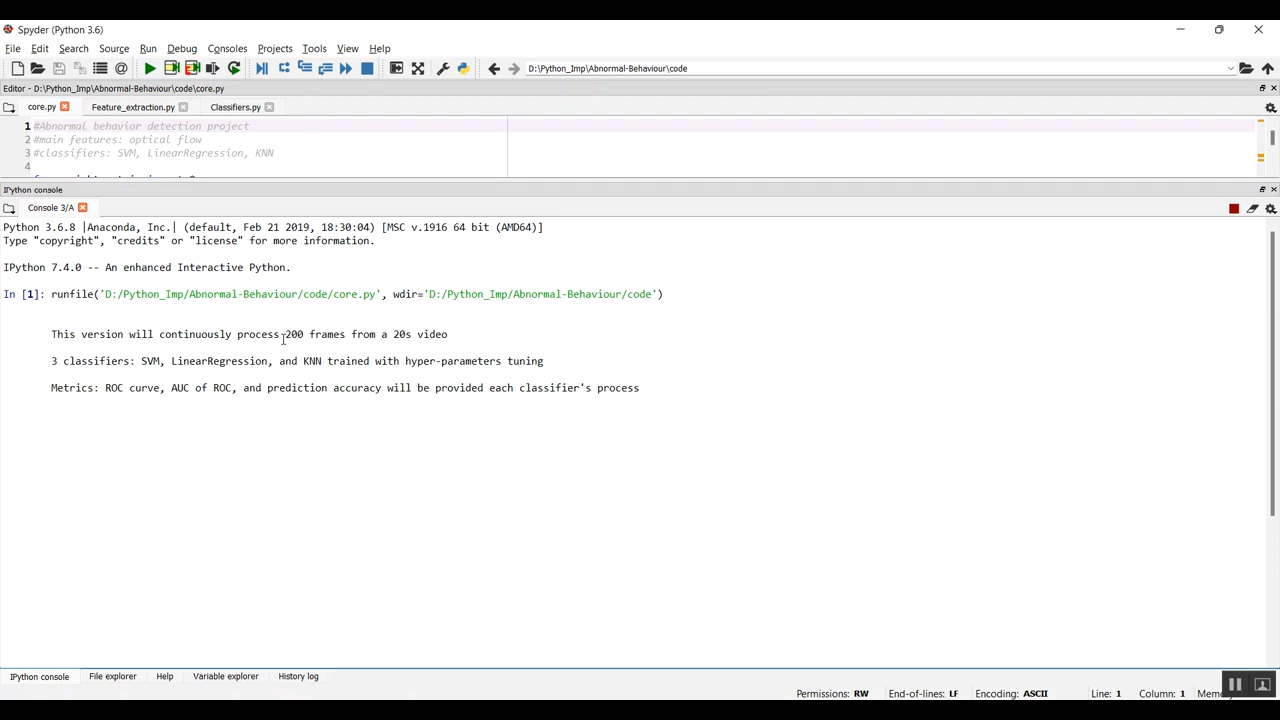 Spyder (Python 3.6)
File Edit Search Source Run Debug Consoles Projects Tools View Help
D:\Python_Imp\Abnormal-Behaviour\code
Editor - D:\Python_Imp\Abnormal-Behaviour\code\core.py
core.py Feature_extraction.py Classifiers.py
1 #Abnormal behavior detection project
2 #main features: optical flow
3 #classifiers: SVM, LinearRegression, KNN
4
IPython console
Console 3/A
Python 3.6.8 |Anaconda, Inc.| (default, Feb 21 2019, 18:30:04) [MSC v.1916 64 bit (AMD64)]
Type "copyright", "credits" or "license" for more information.
IPython 7.4.0 -- An enhanced Interactive Python.
In [1]: runfile('D:/Python_Imp/Abnormal-Behaviour/code/core.py', wdir='D:/Python_Imp/Abnormal-Behaviour/code')
This version will continuously process 200 frames from a 20s video
3 classifiers: SVM, LinearRegression, and KNN trained with hyper-parameters tuning
Metrics: ROC curve, AUC of ROC, and prediction accuracy will be provided each classifier's process
IPython console File explorer Help Variable explorer History log
Permissions: RW End-of-lines: LF Encoding: ASCII Line: 1 Column: 1